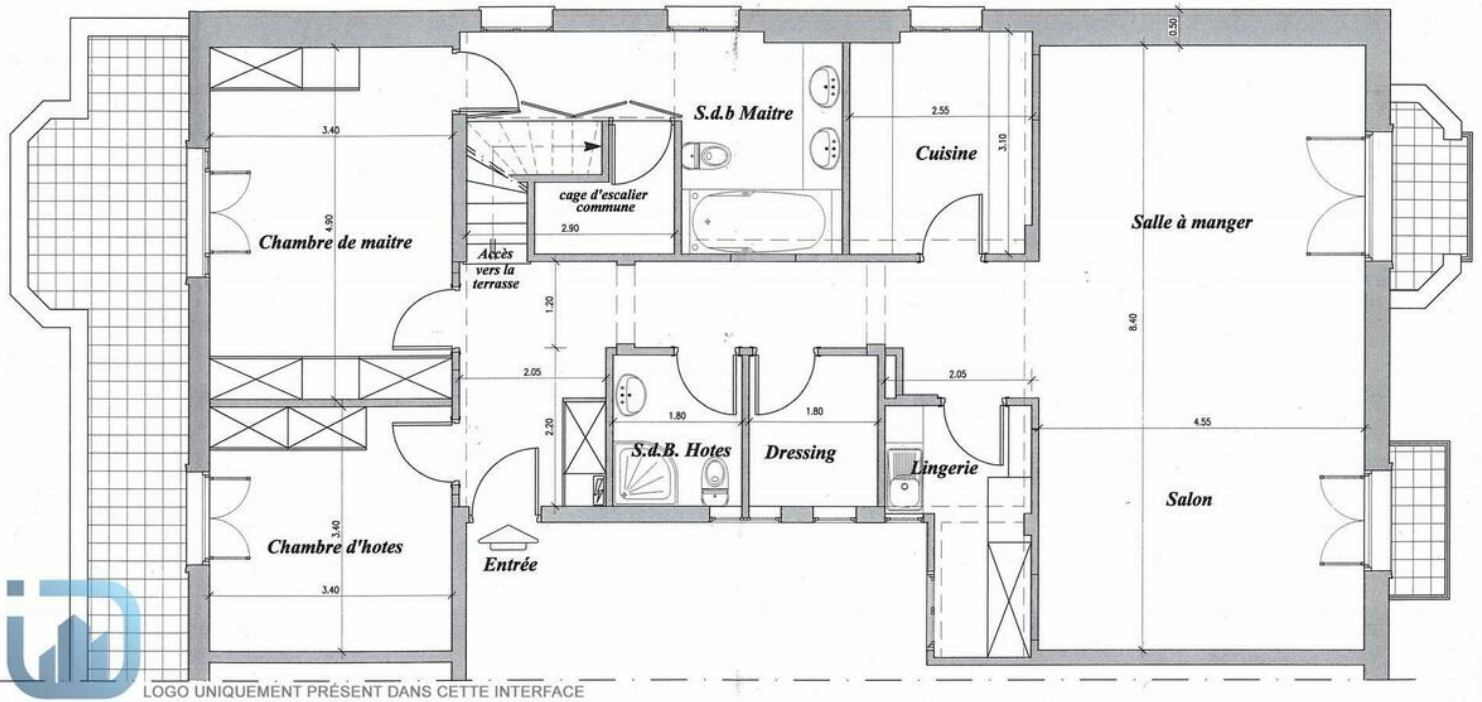 0.50
3.40
S.d.b Maitre
2.55
3.10
Cuisine
cage d'escalier
commune
2.90
4.90
Chambre de maitre
Accès
vers la
terrasse
Salle à manger
1.20
8.40
2.05
2.05
1.80
1.80
2.20
4.55
S.d.B. Hotes
Dressing
Lingerie
Salon
3.40
Chambre d'hotes
Entrée
3.40
iD
LOGO UNIQUEMENT PRÉSENT DANS CETTE INTERFACE